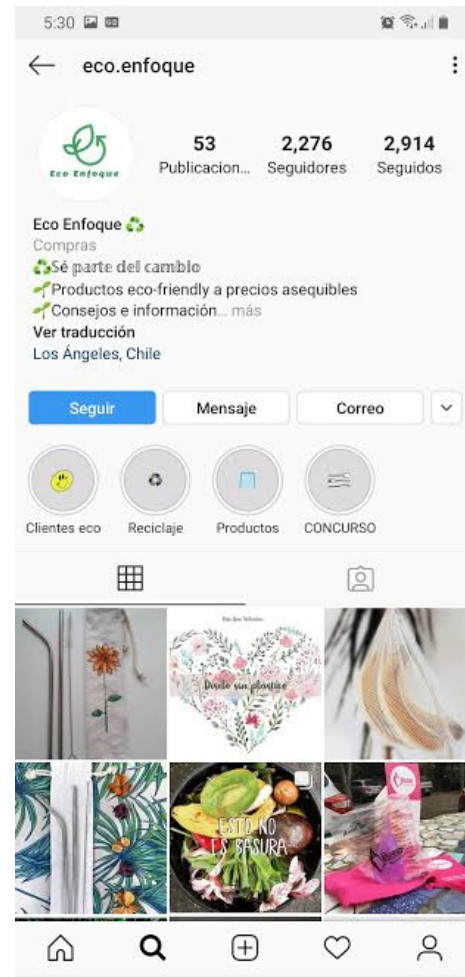 5:30
eco.enfoque
Eco Enfoque
53
Publicacion...
2,276
Seguidores
2,914
Seguidos
Eco Enfoque
Compras
Sé parte del cambio
Productos eco-friendly a precios asequibles
Consejos e información... más
Ver traducción
Los Ángeles, Chile
Seguir
Mensaje
Correo
Clientes eco
Reciclaje
Productos
CONCURSO
Díselo sin plástico
ESTO NO
ES BASURA